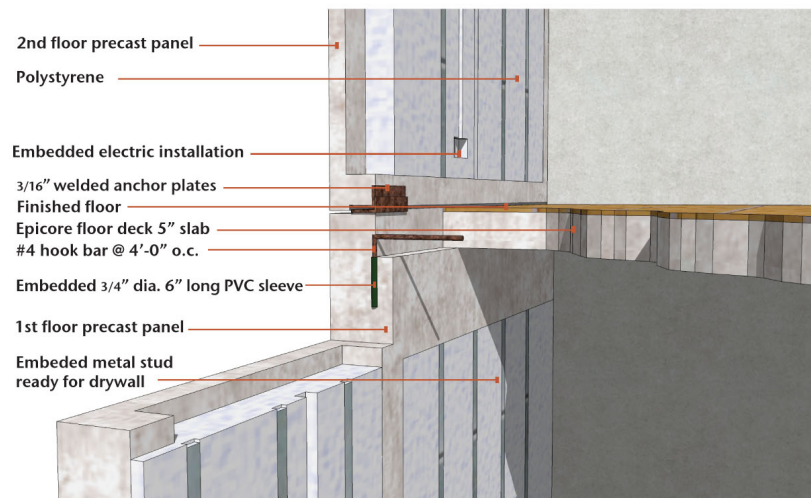 2nd floor precast panel
Polystyrene
Embedded electric installation
3/16” welded anchor plates
Finished floor
Epicore floor deck 5” slab
#4 hook bar @ 4’-0” o.c.
Embedded 3/4” dia. 6” long PVC sleeve
1st floor precast panel
Embeded metal stud
ready for drywall